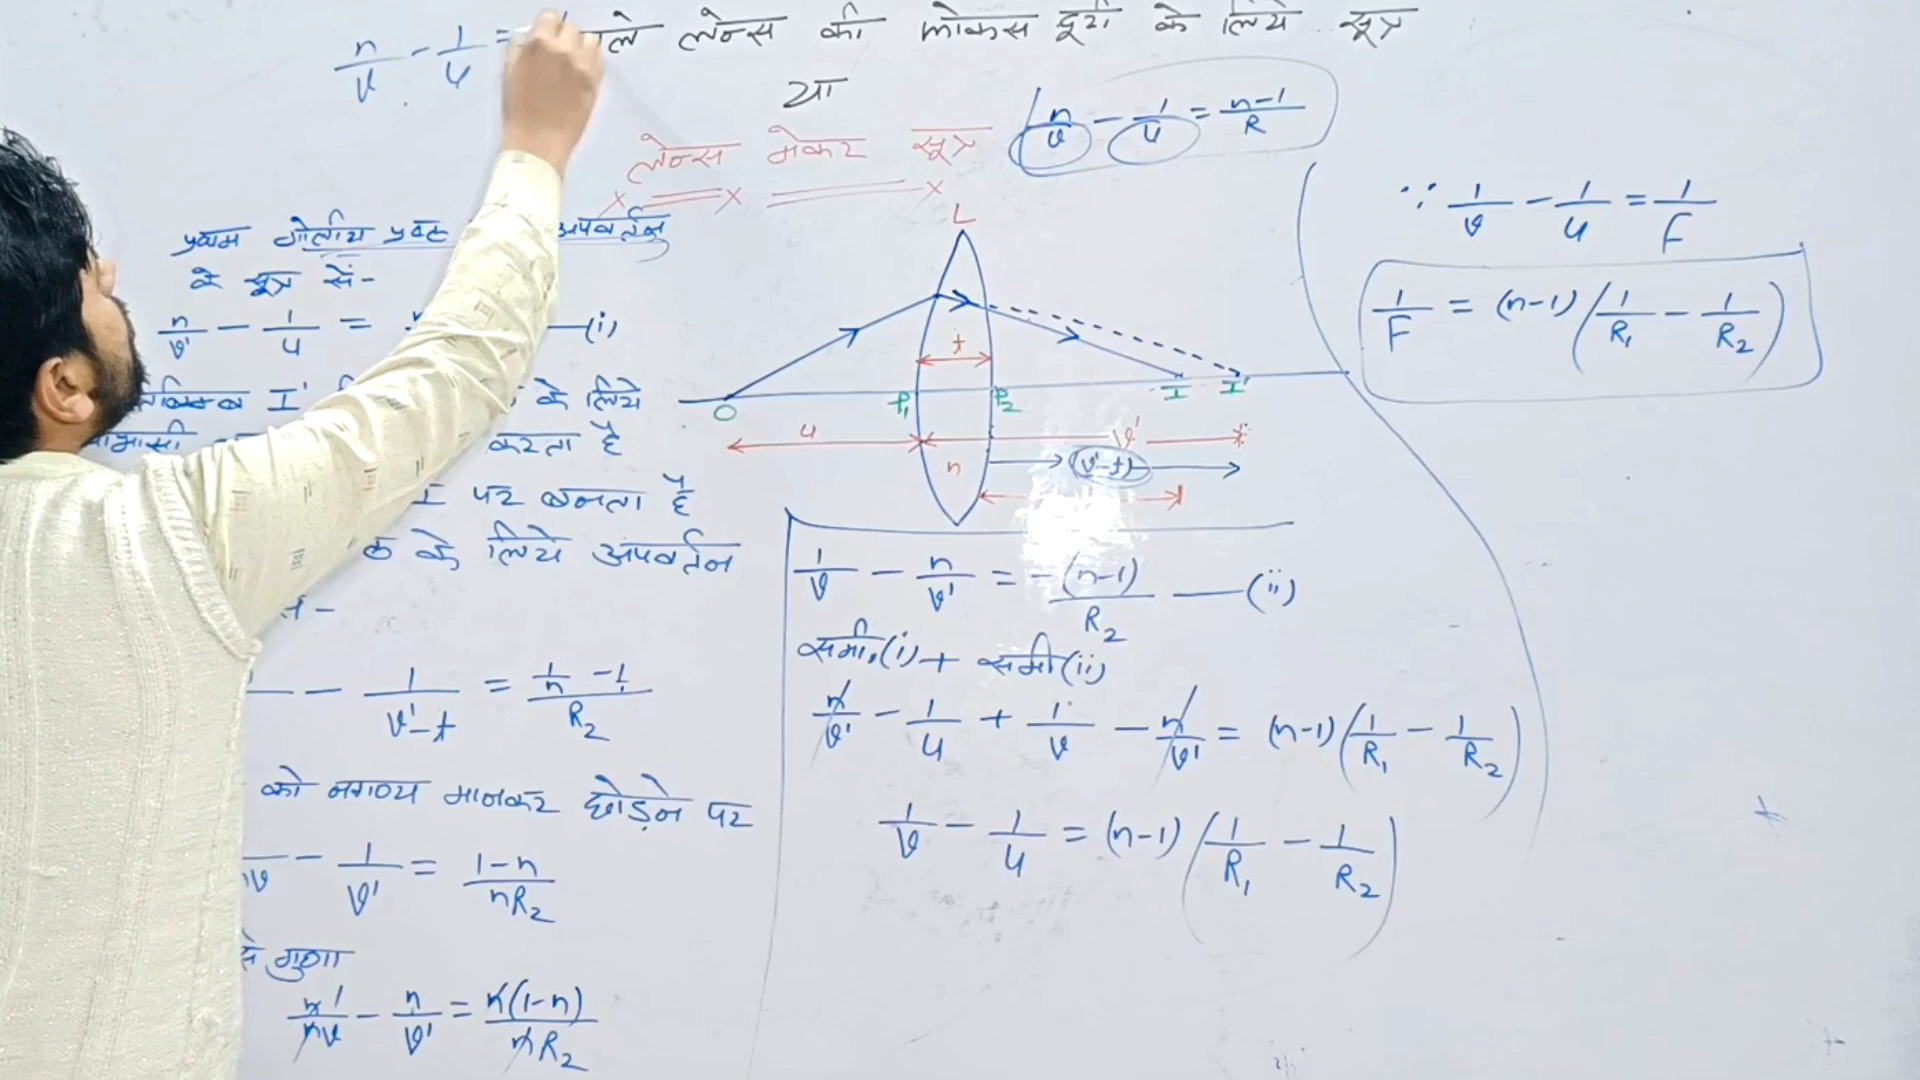 n/v - 1/u =
लेन्स की फोकस दूरी के लिये सूत्र
या
लेन्स मेकर सूत्र
n/v - 1/u = n-1/R
प्रथम गोलीय अपवर्तन
के सूत्र से-
n/v' - 1/u = —(i)
I' के लिये
करता है
I पर बनता है
के लिये अपवर्तन
- 1/v'-t = 1/n -1/R2
को नगण्य मानकर छोड़ने पर
- 1/v' = 1-n/nR2
से गुणा
n1/nv - n/v' = n(1-n)/nR2
L
t
O P1 P2 I I'
u v'
(v'-t)
n
1/v - n/v' = -(n-1)/R2 —(ii)
समी.(i) + समी(ii)
n/v' - 1/u + 1/v - n/v' = (n-1)(1/R1 - 1/R2)
1/v - 1/u = (n-1)(1/R1 - 1/R2)
∵ 1/v - 1/u = 1/F
1/F = (n-1)(1/R1 - 1/R2)